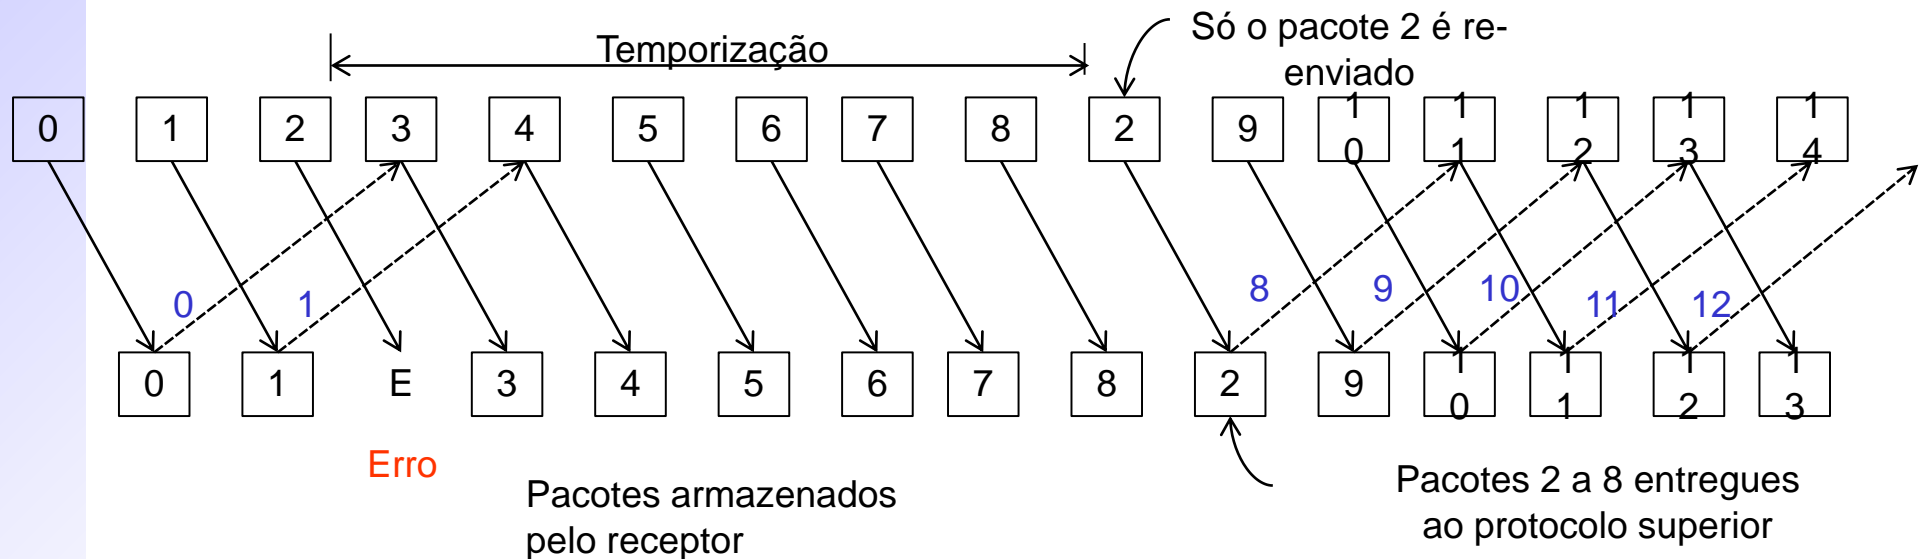 Só o pacote 2 é re-
enviado
Temporização
0 1 2 3 4 5 6 7 8 2 9 10 11 12 13 14
0 1 8 9 10 11 12
0 1 E 3 4 5 6 7 8 2 9 10 11 12 13
Erro
Pacotes armazenados
pelo receptor
Pacotes 2 a 8 entregues
ao protocolo superior